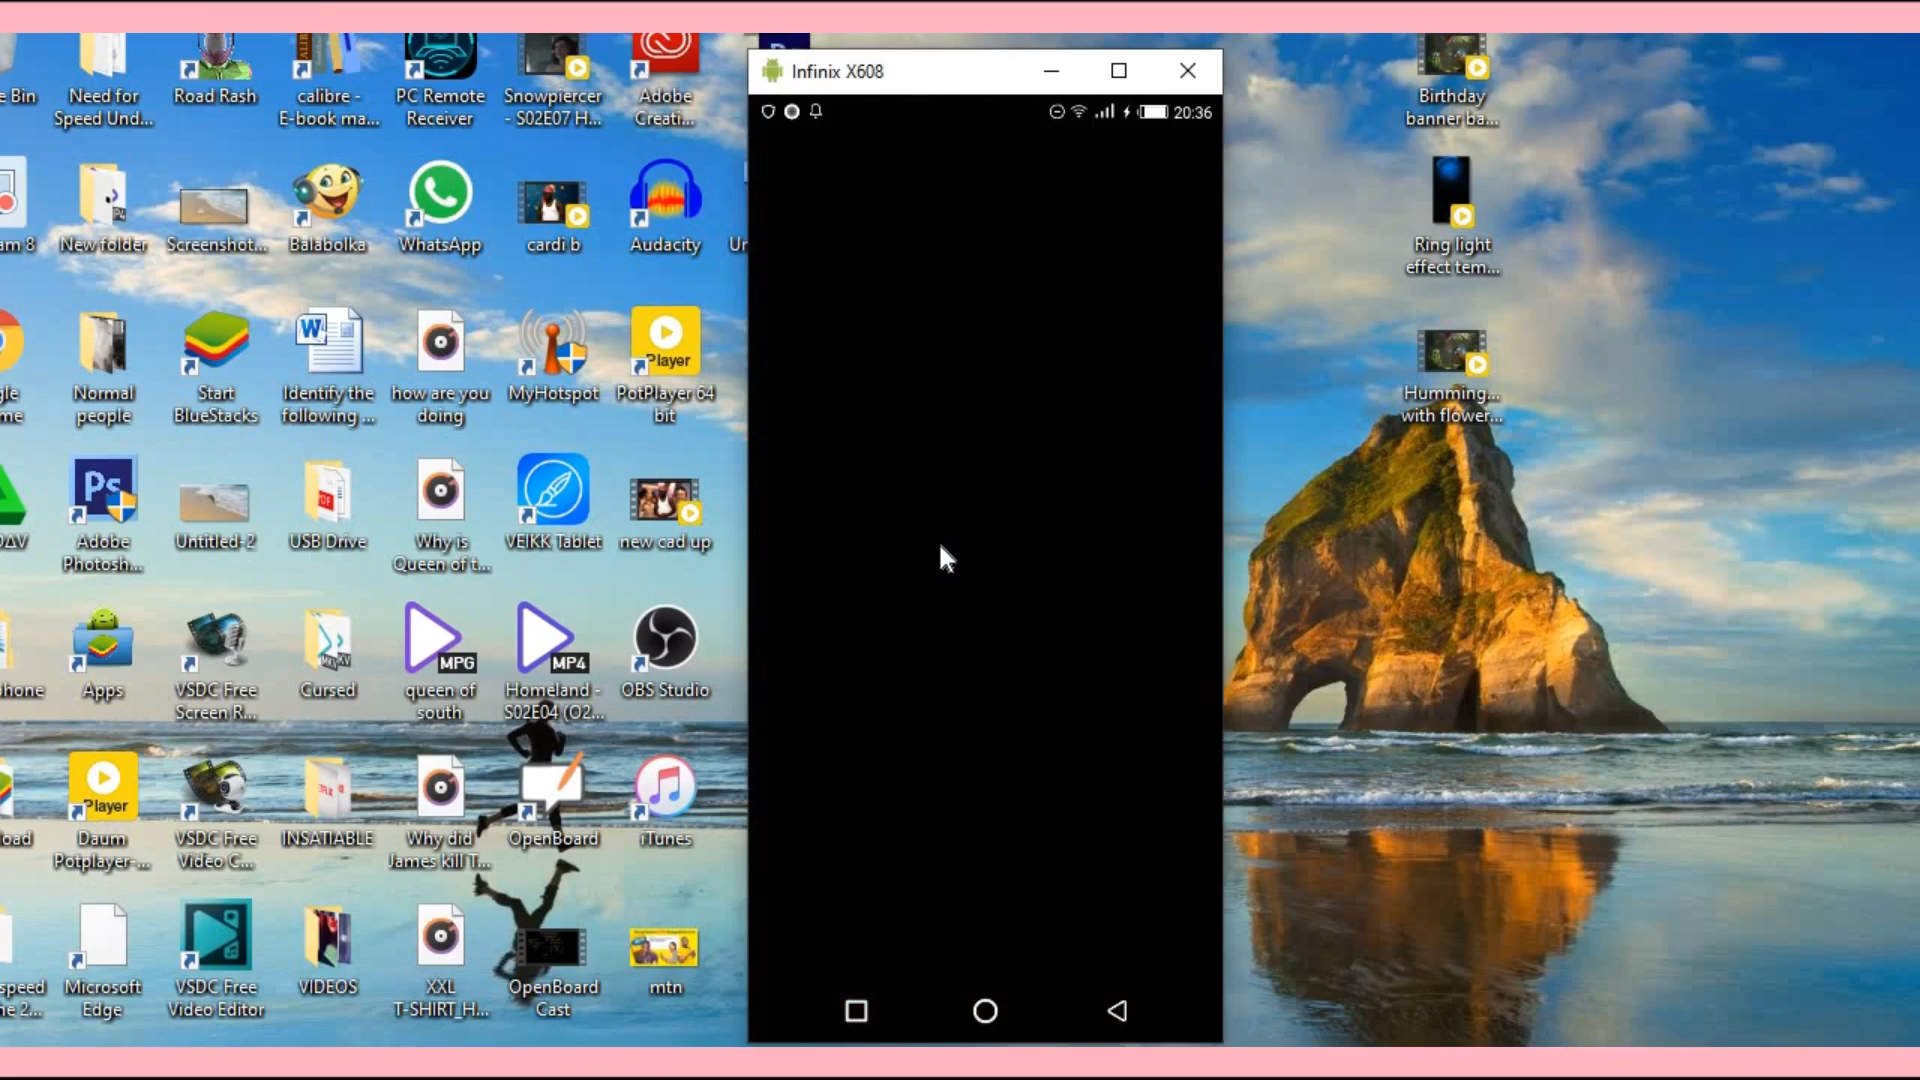 e Bin
Need for
Speed Und...
Road Rash
calibre -
E-book ma...
PC Remote
Receiver
Snowpiercer
- S02E07 H...
Adobe
Creati...
Infinix X608
20:36
Birthday
banner ba...
am 8
New folder
Screenshot...
Balabolka
WhatsApp
cardi b
Audacity
Ur
Ring light
effect tem...
gle
me
Normal
people
Start
BlueStacks
Identify the
following ...
how are you
doing
MyHotspot
Player
PotPlayer 64
bit
Humming...
with flower...
Ps
Adobe
Photosh...
Untitled-2
PDF
USB Drive
Why is
Queen of t...
VEIKK Tablet
new cad up
hone
Apps
VSDC Free
Screen R...
Cursed
MPG
queen of
south
MP4
Homeland -
S02E04 (O2...
OBS Studio
oad
Player
Daum
Potplayer-...
VSDC Free
Video C...
INSATIABLE
Why did
James kill T...
OpenBoard
iTunes
speed
ne 2...
Microsoft
Edge
VSDC Free
Video Editor
VIDEOS
XXL
T-SHIRT_H...
OpenBoard
Cast
mtn